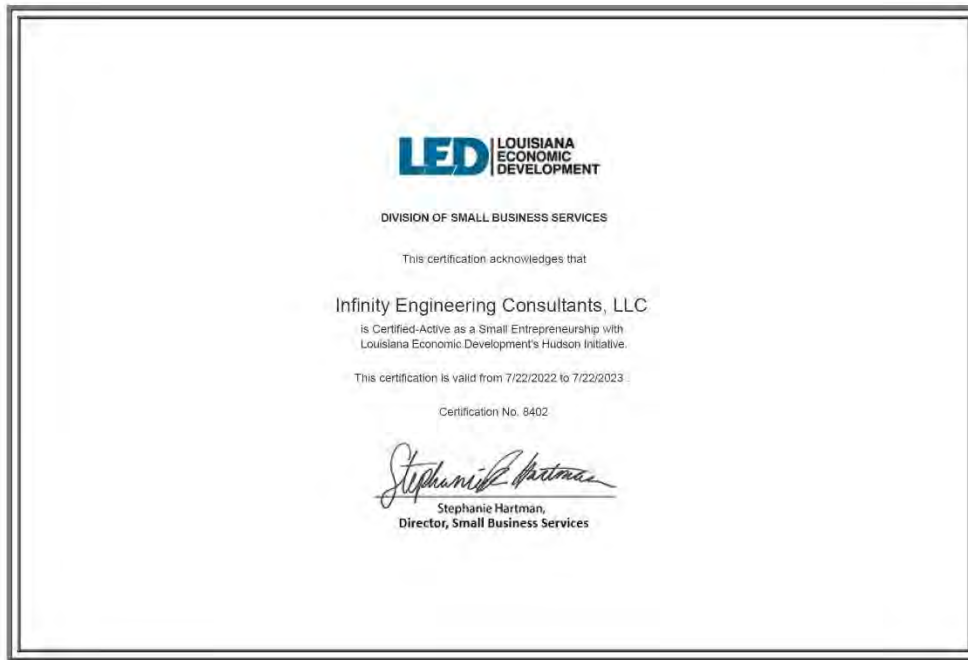 LED LOUISIANA
ECONOMIC
DEVELOPMENT
DIVISION OF SMALL BUSINESS SERVICES
This certification acknowledges that
Infinity Engineering Consultants, LLC
is Certified-Active as a Small Entrepreneurship with
Louisiana Economic Development's Hudson Initiative.
This certification is valid from 7/22/2022 to 7/22/2023 .
Certification No. 8402
Stephanie R Hartman
Stephanie Hartman,
Director, Small Business Services